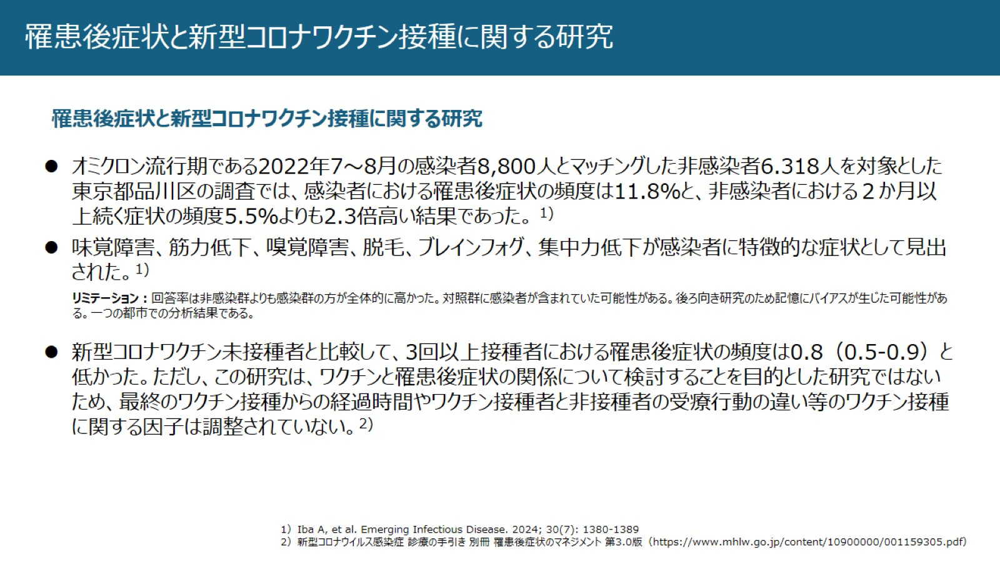 罹患後症状と新型コロナワクチン接種に関する研究
罹患後症状と新型コロナワクチン接種に関する研究
● オミクロン流行期である2022年7～8月の感染者8,800人とマッチングした非感染者6.318人を対象とした
東京都品川区の調査では、感染者における罹患後症状の頻度は11.8%と、非感染者における２か月以
上続く症状の頻度5.5%よりも2.3倍高い結果であった。 1）
● 味覚障害、筋力低下、嗅覚障害、脱毛、ブレインフォグ、集中力低下が感染者に特徴的な症状として見出
された。1）
リミテーション：回答率は非感染群よりも感染群の方が全体的に高かった。対照群に感染者が含まれていた可能性がある。後ろ向き研究のため記憶にバイアスが生じた可能性があ
る。一つの都市での分析結果である。
● 新型コロナワクチン未接種者と比較して、3回以上接種者における罹患後症状の頻度は0.8（0.5-0.9）と
低かった。ただし、この研究は、ワクチンと罹患後症状の関係について検討することを目的とした研究ではない
ため、最終のワクチン接種からの経過時間やワクチン接種者と非接種者の受療行動の違い等のワクチン接種
に関する因子は調整されていない。2）
1）Iba A, et al. Emerging Infectious Disease. 2024; 30(7): 1380-1389
2）新型コロナウイルス感染症 診療の手引き 別冊 罹患後症状のマネジメント 第3.0版（https://www.mhlw.go.jp/content/10900000/001159305.pdf）